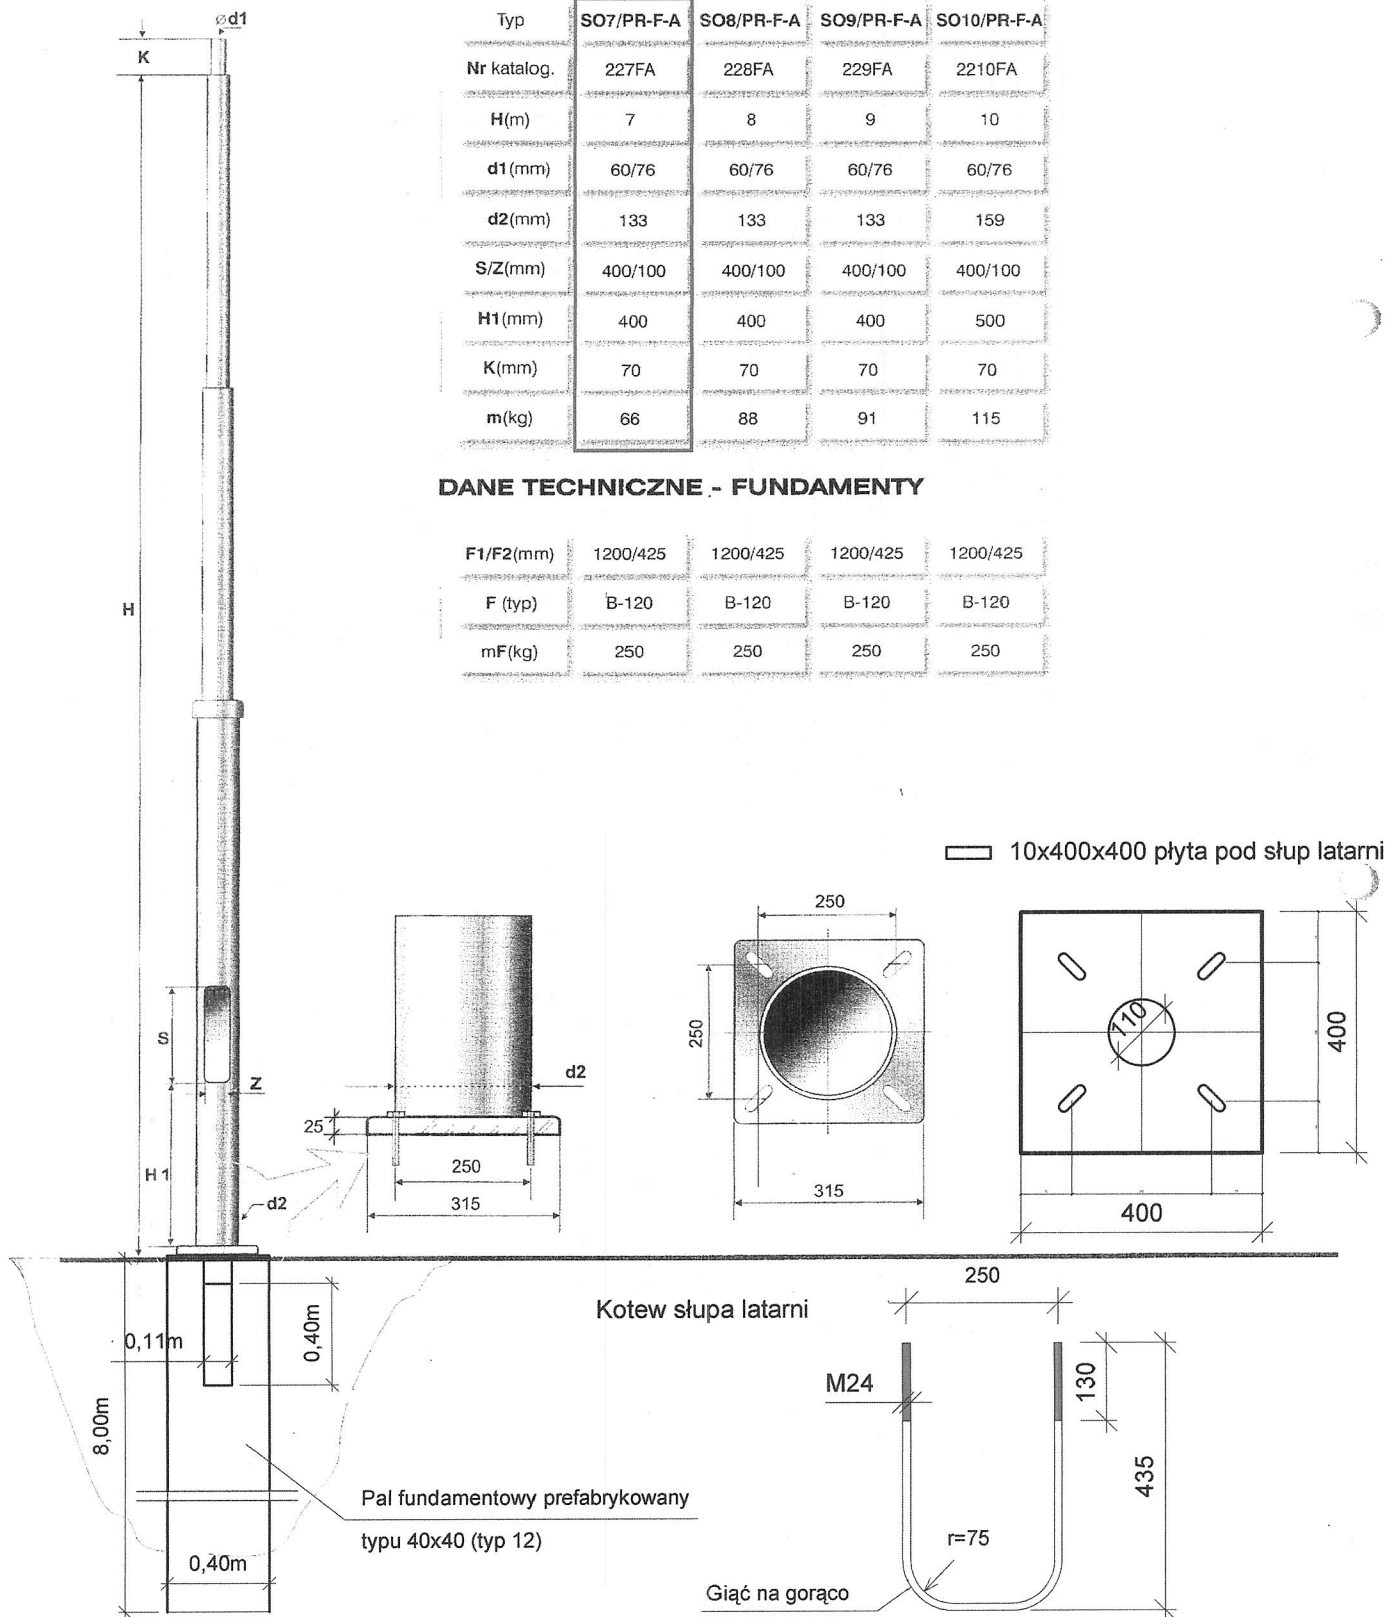 Ød1
K
H
S
Z
H1
d2
Typ SO7/PR-F-A SO8/PR-F-A SO9/PR-F-A SO10/PR-F-A
Nr katalog. 227FA 228FA 229FA 2210FA
H(m) 7 8 9 10
d1(mm) 60/76 60/76 60/76 60/76
d2(mm) 133 133 133 159
S/Z(mm) 400/100 400/100 400/100 400/100
H1(mm) 400 400 400 500
K(mm) 70 70 70 70
m(kg) 66 88 91 115
DANE TECHNICZNE - FUNDAMENTY
F1/F2(mm) 1200/425 1200/425 1200/425 1200/425
F (typ) B-120 B-120 B-120 B-120
mF(kg) 250 250 250 250
10x400x400 płyta pod słup latarni
d2
25
250
315
250
250
315
110
400
400
0,11m
0,40m
8,00m
0,40m
Pal fundamentowy prefabrykowany
typu 40x40 (typ 12)
Kotew słupa latarni
250
M24
130
435
r=75
Giąć na gorąco